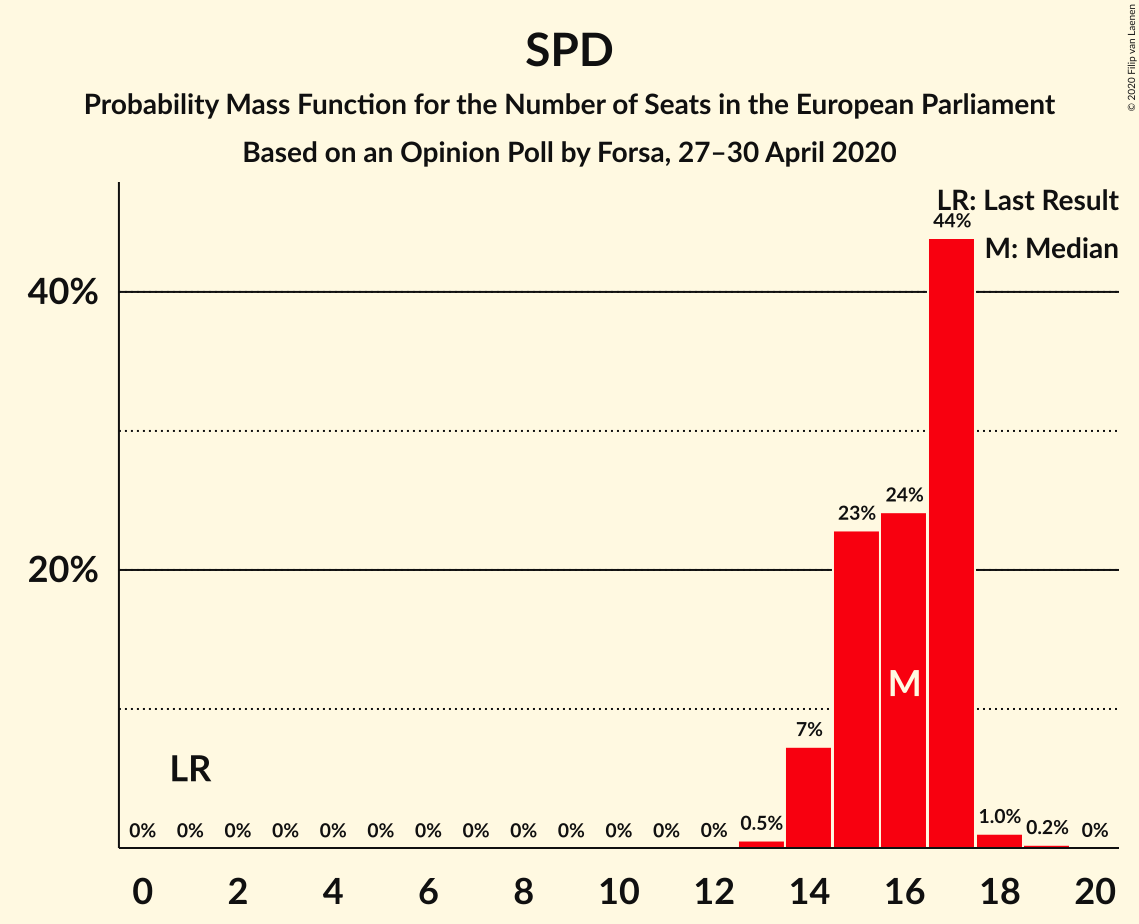 SPD
Probability Mass Function for the Number of Seats in the European Parliament
Based on an Opinion Poll by Forsa, 27–30 April 2020
© 2020 Filip van Laenen
LR: Last Result
M: Median
44%
40%
24%
23%
20%
M
7%
LR
0% 0% 0% 0% 0% 0% 0% 0% 0% 0% 0% 0% 0% 0.5% 1.0% 0.2% 0%
0 2 4 6 8 10 12 14 16 18 20